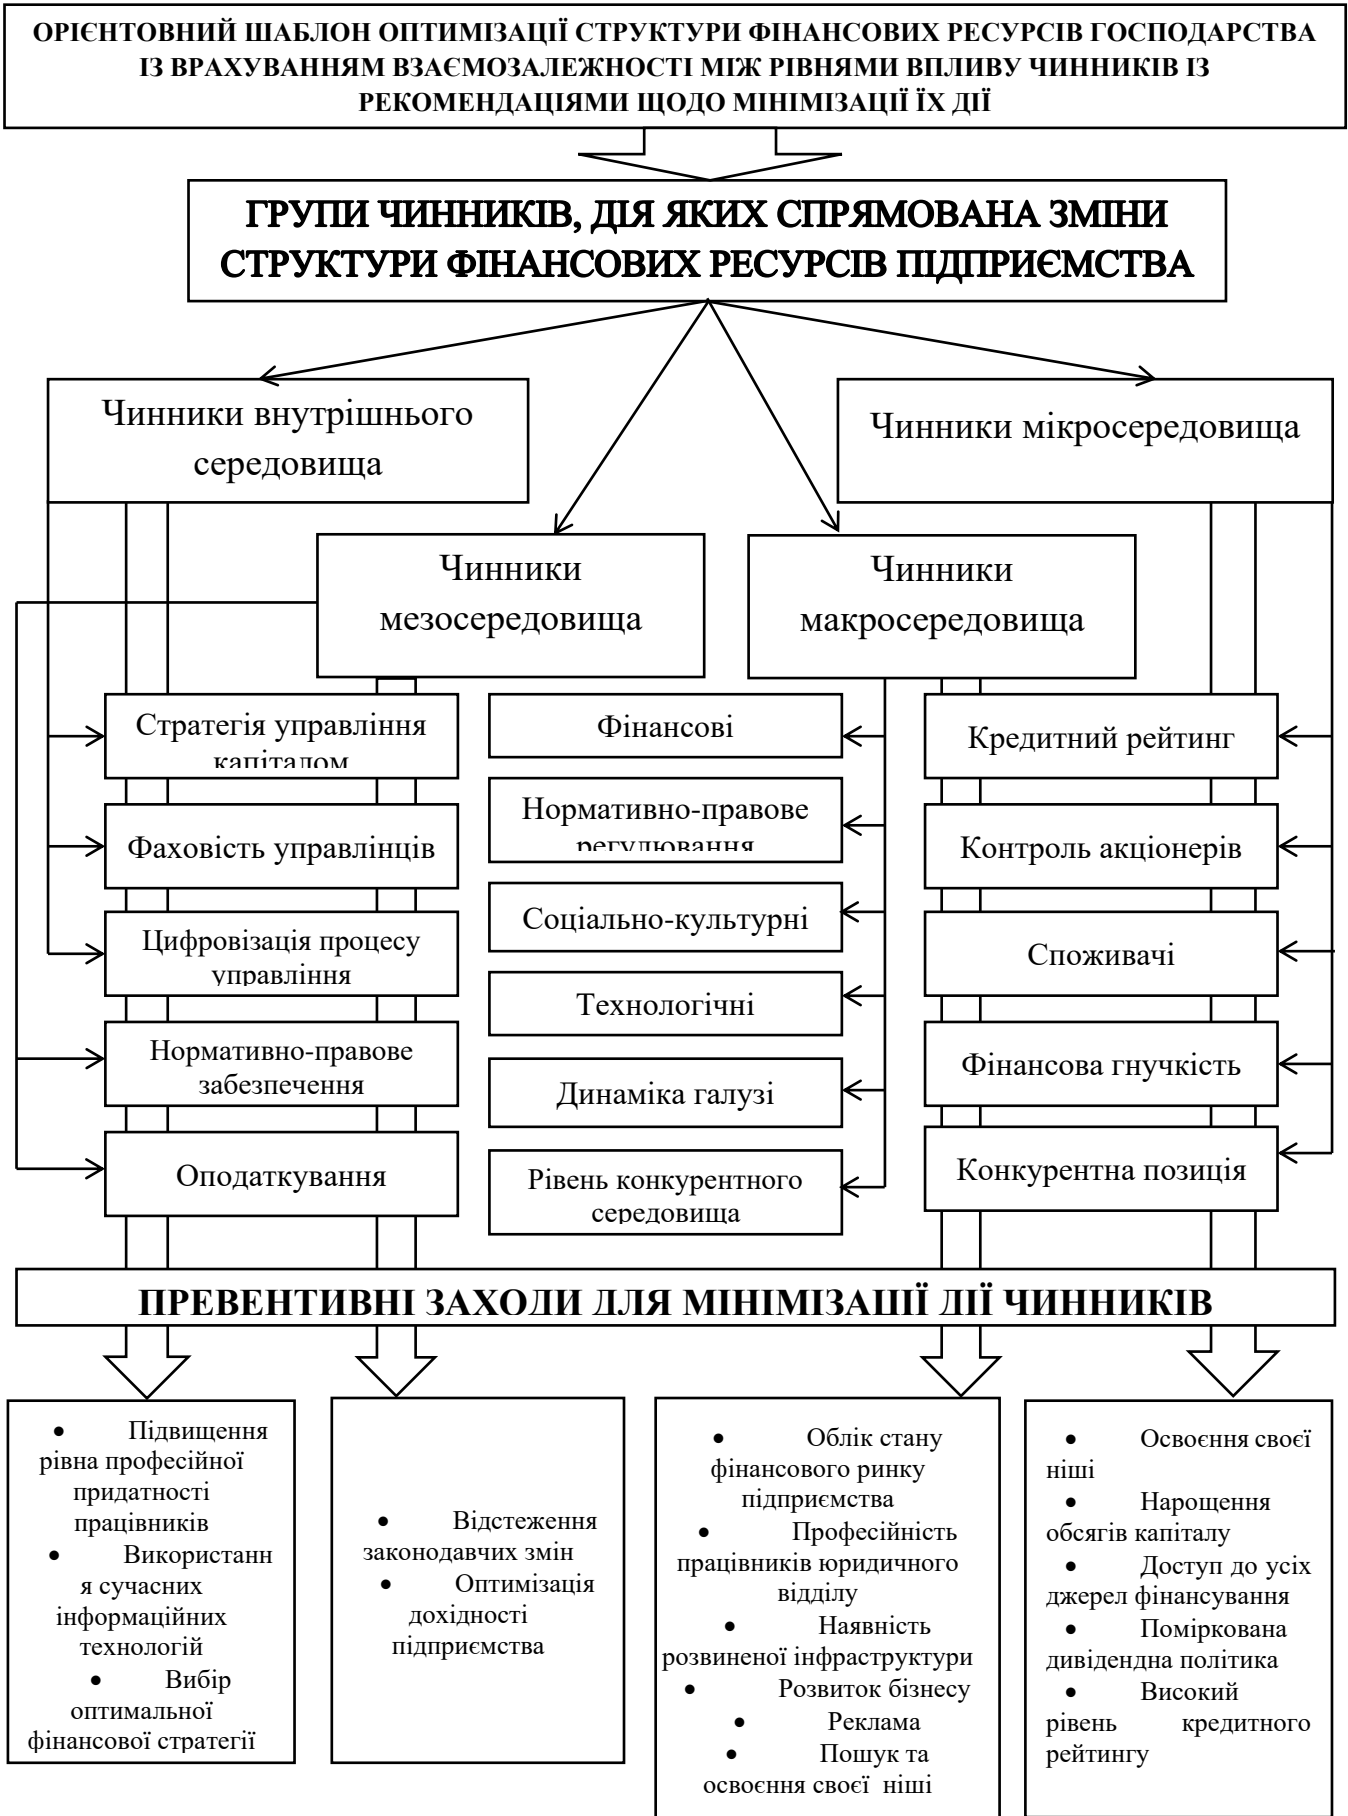 ОРІЄНТОВНИЙ ШАБЛОН ОПТИМІЗАЦІЇ СТРУКТУРИ ФІНАНСОВИХ РЕСУРСІВ ГОСПОДАРСТВА
ІЗ ВРАХУВАННЯМ ВЗАЄМОЗАЛЕЖНОСТІ МІЖ РІВНЯМИ ВПЛИВУ ЧИННИКІВ ІЗ
РЕКОМЕНДАЦІЯМИ ЩОДО МІНІМІЗАЦІЇ ЇХ ДІЇ
ГРУПИ ЧИННИКІВ, ДІЯ ЯКИХ СПРЯМОВАНА ЗМІНИ
СТРУКТУРИ ФІНАНСОВИХ РЕСУРСІВ ПІДПРИЄМСТВА
Чинники внутрішнього
середовища
Чинники мікросередовища
Чинники
мезосередовища
Чинники
макросередовища
Стратегія управління
капіталом
Фаховість управлінців
Цифровізація процесу
управління
Нормативно-правове
забезпечення
Оподаткування
Фінансові
Нормативно-правове
регулювання
Соціально-культурні
Технологічні
Динаміка галузі
Рівень конкурентного
середовища
Кредитний рейтинг
Контроль акціонерів
Споживачі
Фінансова гнучкість
Конкурентна позиція
ПРЕВЕНТИВНІ ЗАХОДИ ДЛЯ МІНІМІЗАЦІЇ ДІЇ ЧИННИКІВ
• Підвищення
рівна професійної
придатності
працівників
• Використанн
я сучасних
інформаційних
технологій
• Вибір
оптимальної
фінансової стратегії
• Відстеження
законодавчих змін
• Оптимізація
дохідності
підприємства
• Облік стану
фінансового ринку
підприємства
• Професійність
працівників юридичного
відділу
• Наявність
розвиненої інфраструктури
• Розвиток бізнесу
• Реклама
• Пошук та
освоєння своєї ніші
• Освоєння своєї
ніші
• Нарощення
обсягів капіталу
• Доступ до усіх
джерел фінансування
• Поміркована
дивідендна політика
• Високий
рівень кредитного
рейтингу